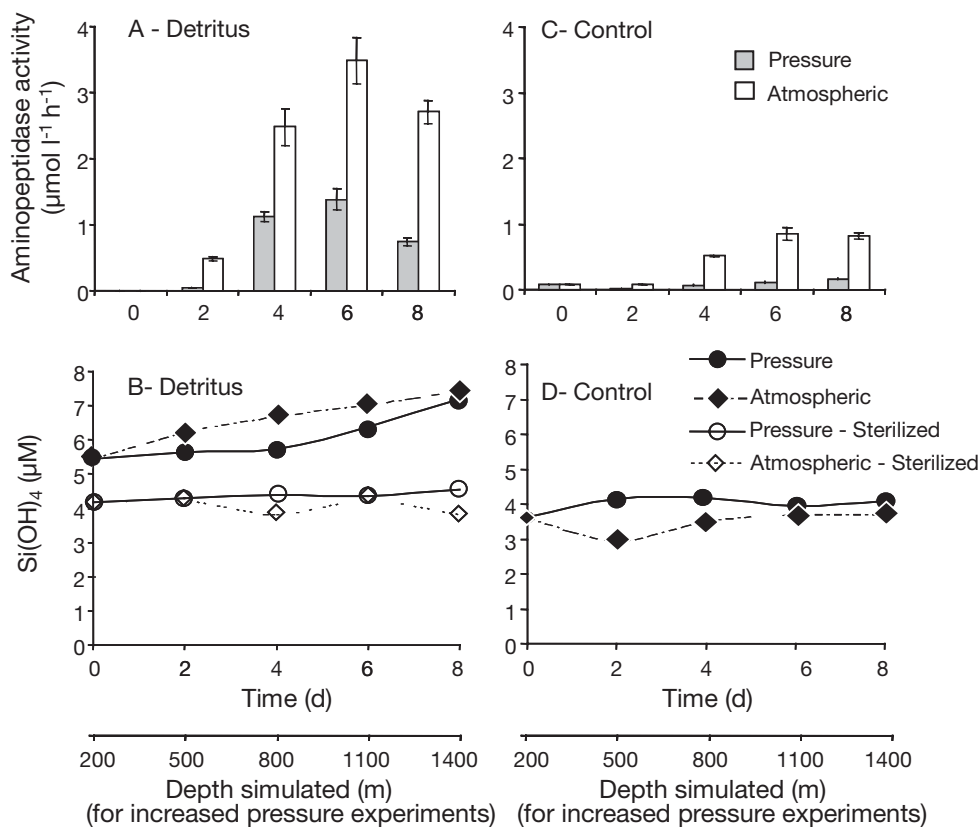 A - Detritus
C- Control
Aminopeptidase activity
(µmol l⁻¹ h⁻¹)
4
3
2
1
0
0 2 4 6 8
4
3
2
1
0
0 2 4 6 8
Pressure
Atmospheric
B- Detritus
D- Control
Si(OH)₄ (µM)
8
7
6
5
4
3
2
1
0
0 2 4 6 8
Time (d)
8
7
6
5
4
3
2
1
0
0 2 4 6 8
Time (d)
Pressure
Atmospheric
Pressure - Sterilized
Atmospheric - Sterilized
200 500 800 1100 1400
Depth simulated (m)
(for increased pressure experiments)
200 500 800 1100 1400
Depth simulated (m)
(for increased pressure experiments)